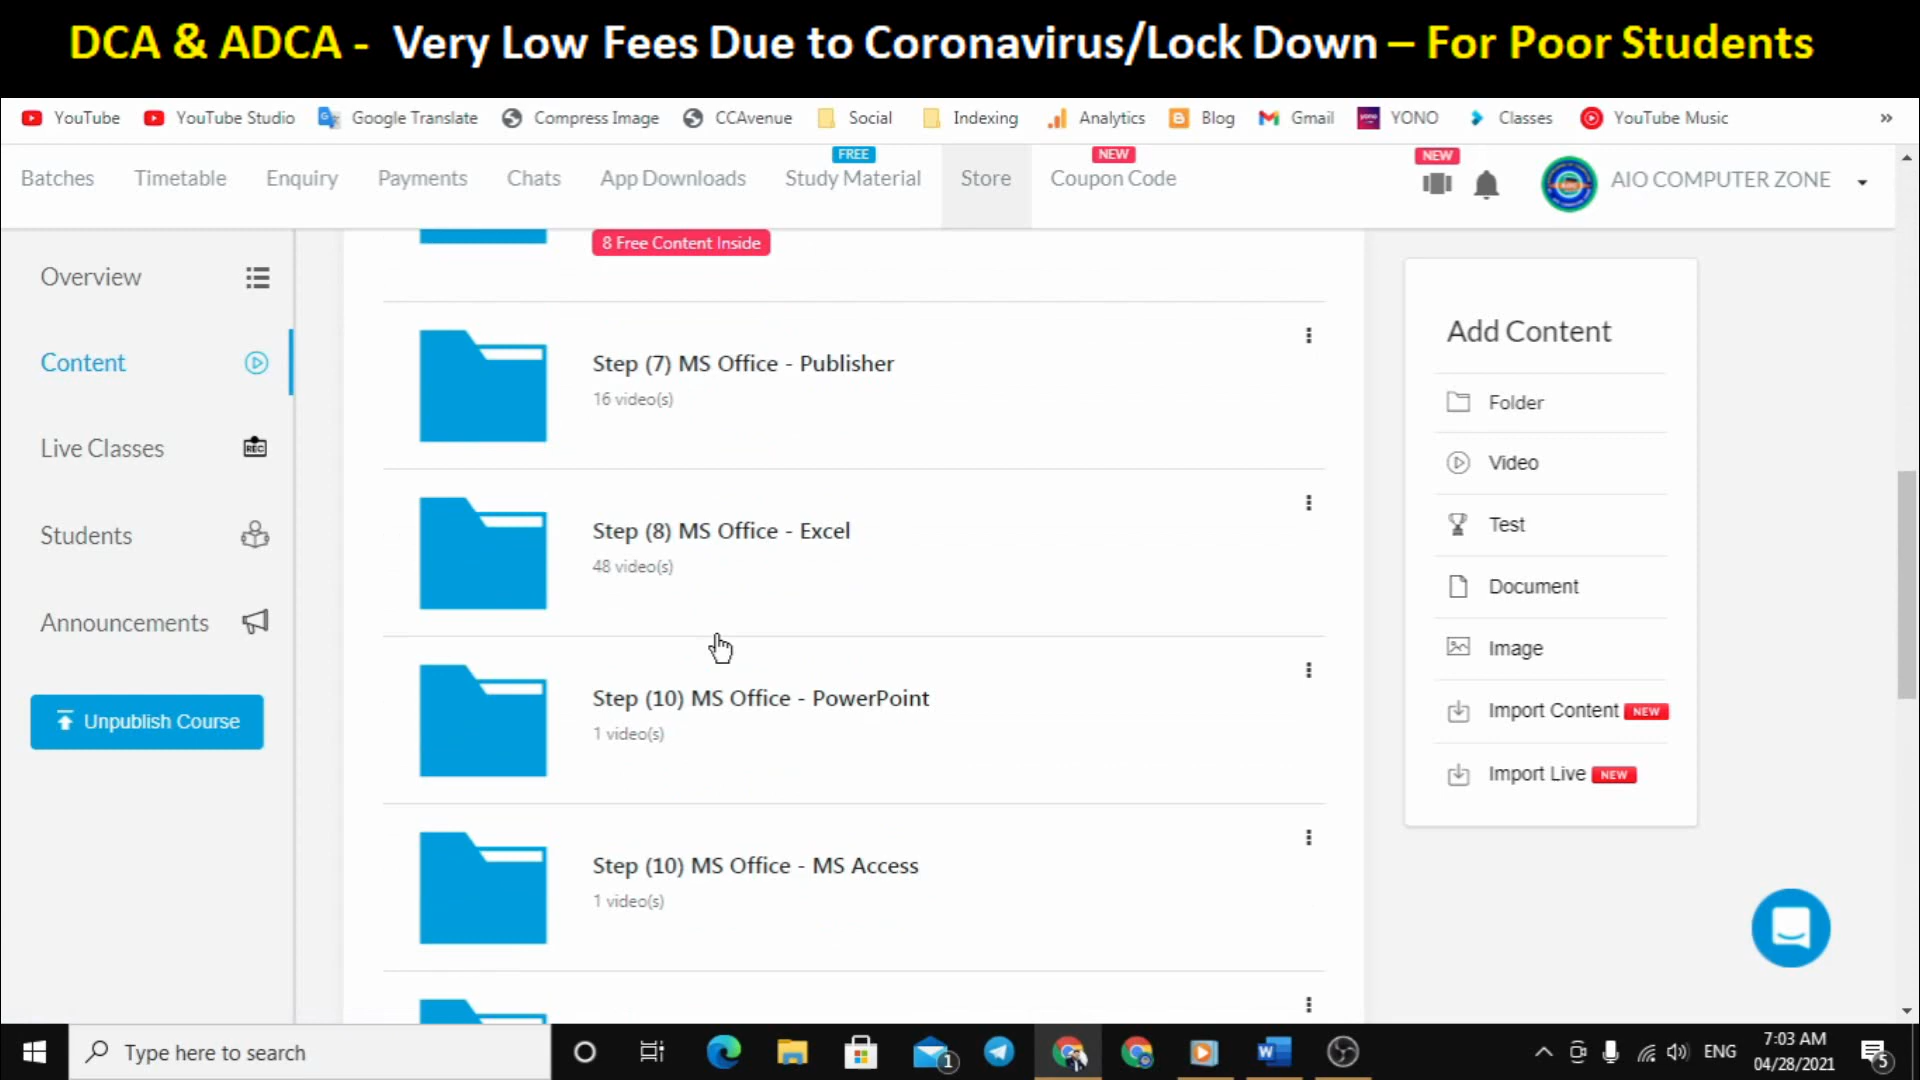 DCA & ADCA - Very Low Fees Due to Coronavirus/Lock Down – For Poor Students
YouTube YouTube Studio Google Translate Compress Image CCAvenue Social Indexing Analytics Blog Gmail YONO Classes YouTube Music »
FREE NEW NEW
Batches Timetable Enquiry Payments Chats App Downloads Study Material Store Coupon Code AIO COMPUTER ZONE
8 Free Content Inside
Overview
Content
Live Classes
REC
Students
Announcements
Unpublish Course
Step (7) MS Office - Publisher
16 video(s)
Step (8) MS Office - Excel
48 video(s)
Step (10) MS Office - PowerPoint
1 video(s)
Step (10) MS Office - MS Access
1 video(s)
Add Content
Folder
Video
Test
Document
Image
Import Content NEW
Import Live NEW
Type here to search
1
ENG
7:03 AM
04/28/2021
5